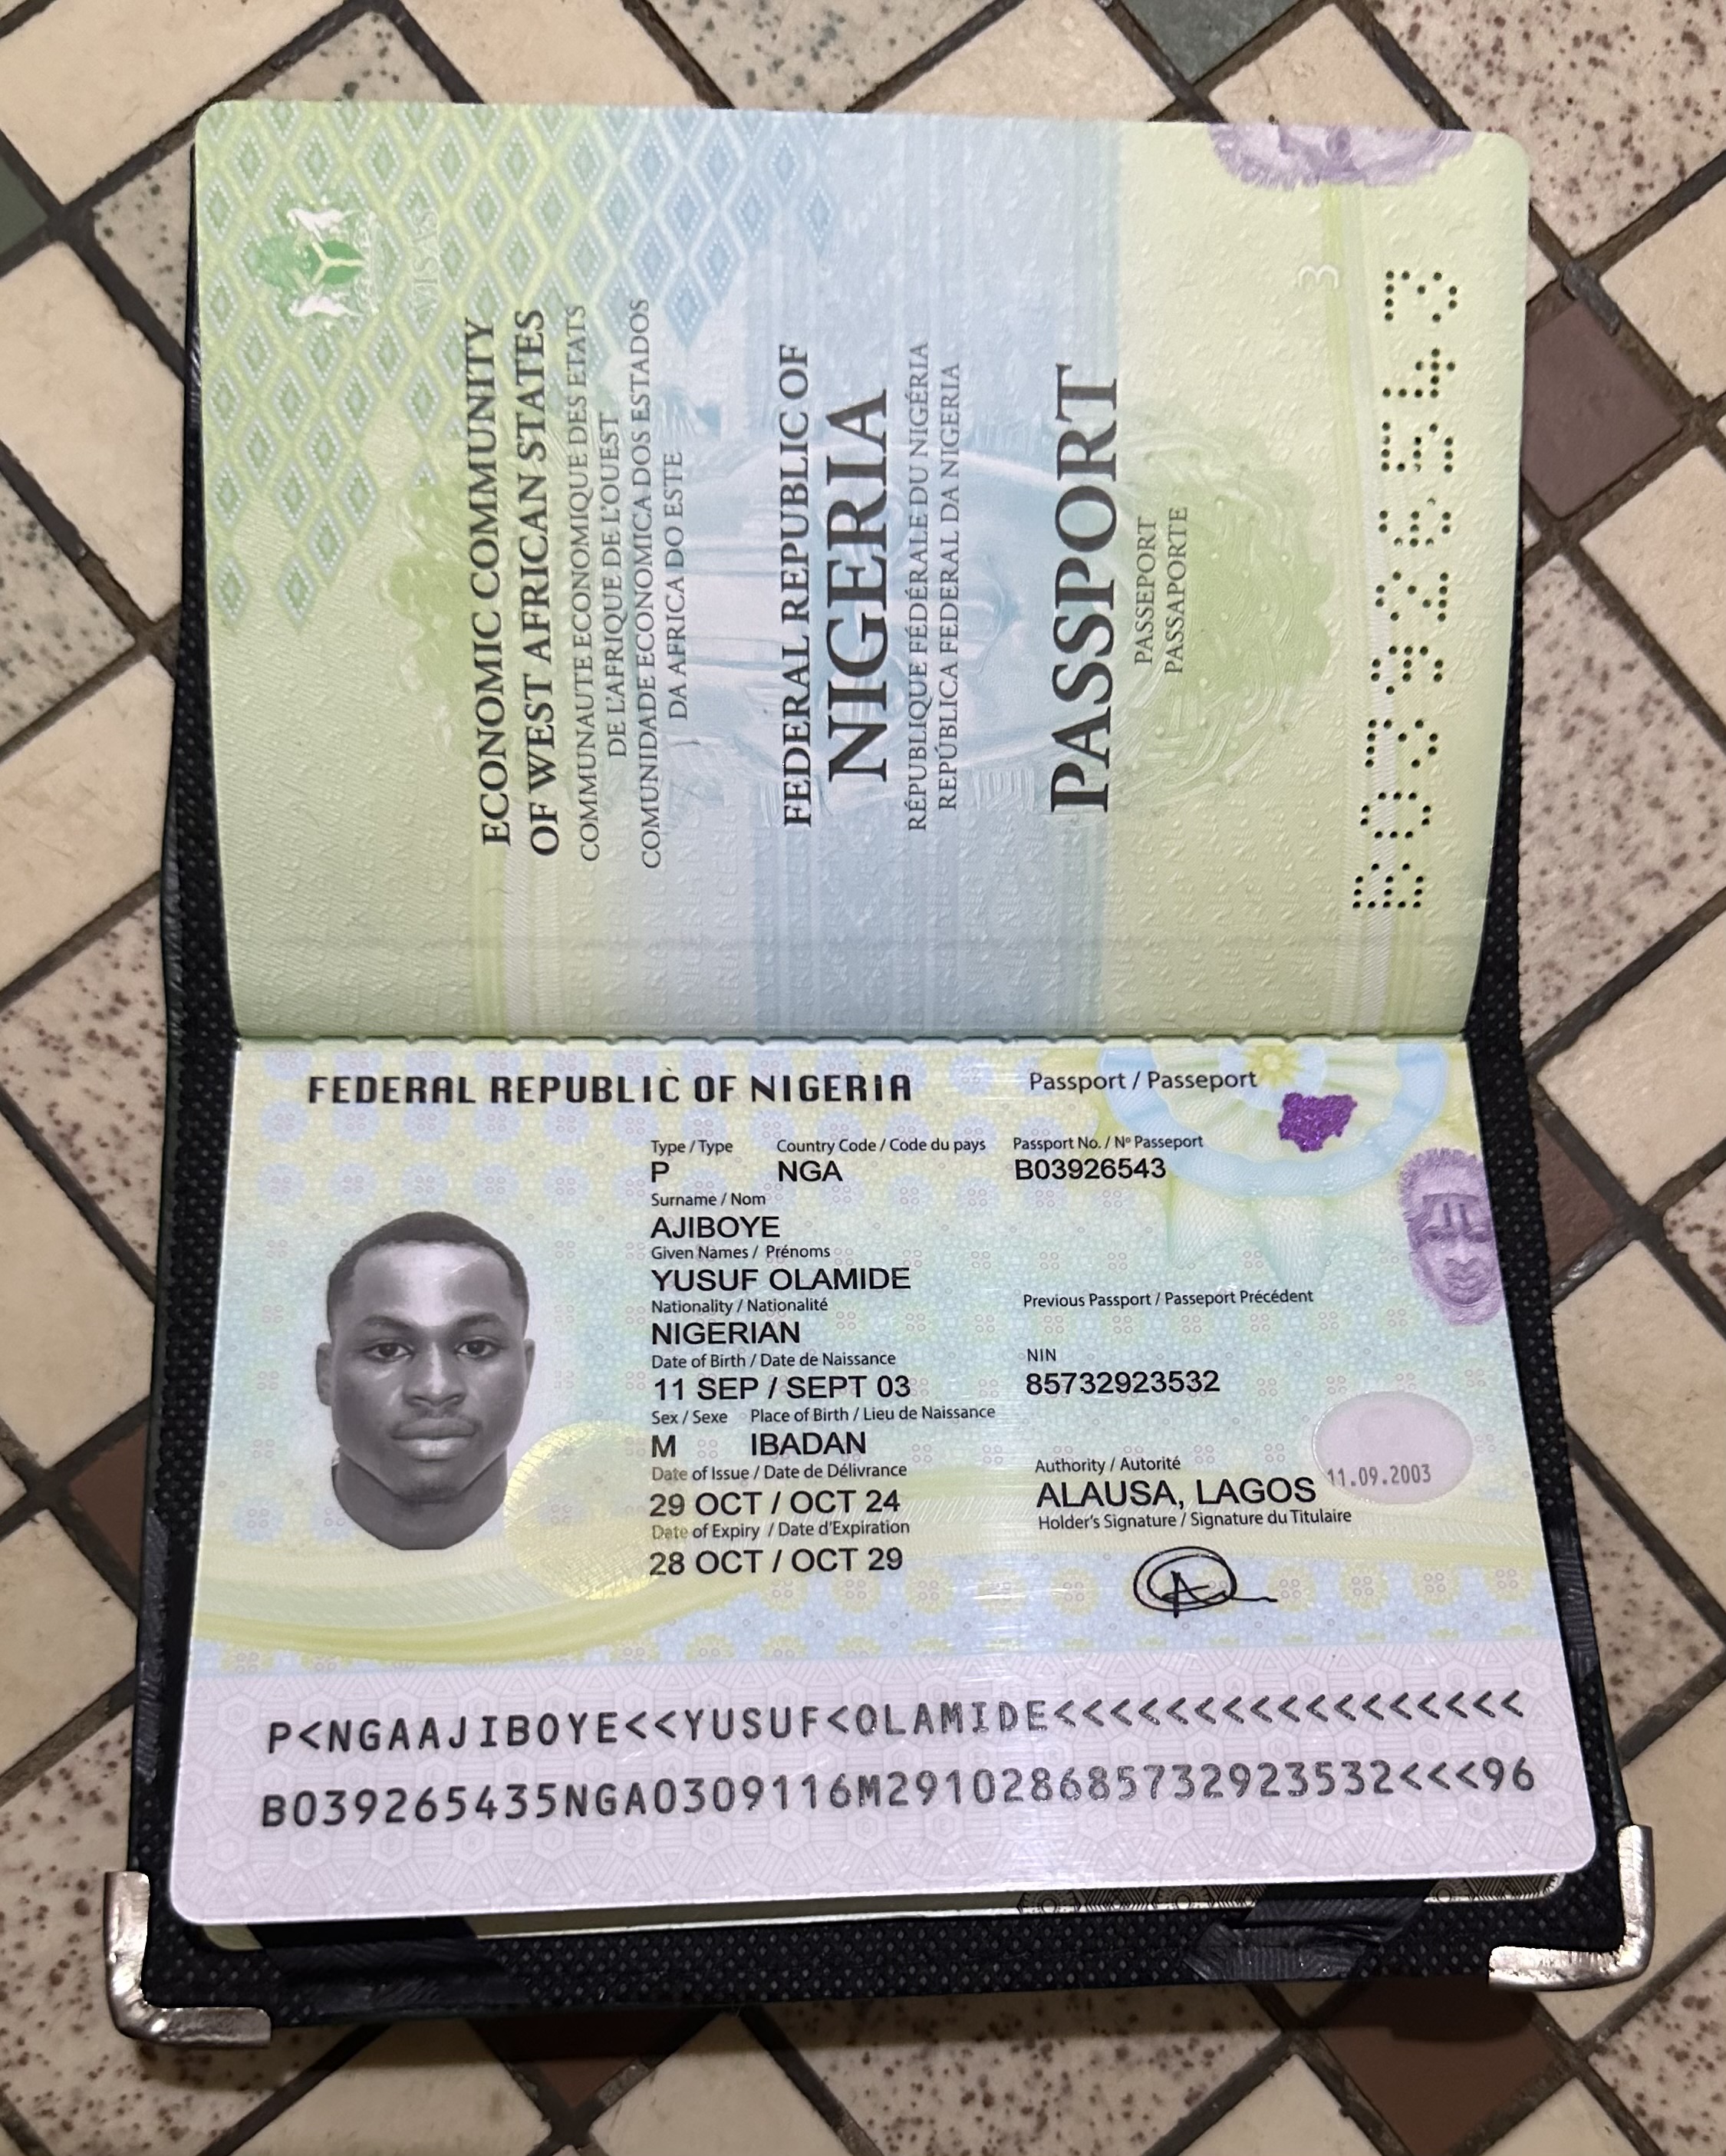 ECONOMIC COMMUNITY
OF WEST AFRICAN STATES
COMMUNAUTE ECONOMIQUE DES ETATS
DE L'AFRIQUE DE L'OUEST
COMUNIDADE ECONOMICA DOS ESTADOS
DA AFRICA DO ESTE
FEDERAL REPUBLIC OF
NIGERIA
RÉPUBLIQUE FÉDÉRALE DU NIGÉRIA
REPÚBLICA FEDERAL DA NIGERIA
PASSPORT
PASSEPORT
PASSAPORTE
VISAS
3
B03926543
FEDERAL REPUBLIC OF NIGERIA
Passport / Passeport
Type / Type Country Code / Code du pays Passport No. / Nº Passeport
P NGA B03926543
Surname / Nom
AJIBOYE
Given Names / Prénoms
YUSUF OLAMIDE
Nationality / Nationalité Previous Passport / Passeport Précédent
NIGERIAN
Date of Birth / Date de Naissance NIN
11 SEP / SEPT 03 85732923532
Sex / Sexe Place of Birth / Lieu de Naissance
M IBADAN
Date of Issue / Date de Délivrance Authority / Autorité
29 OCT / OCT 24 ALAUSA, LAGOS 11.09.2003
Date of Expiry / Date d'Expiration Holder's Signature / Signature du Titulaire
28 OCT / OCT 29
P<NGAAJIBOYE<<YUSUF<OLAMIDE<<<<<<<<<<<<<<<<<
B039265435NGA0309116M291028685732923532<<<96